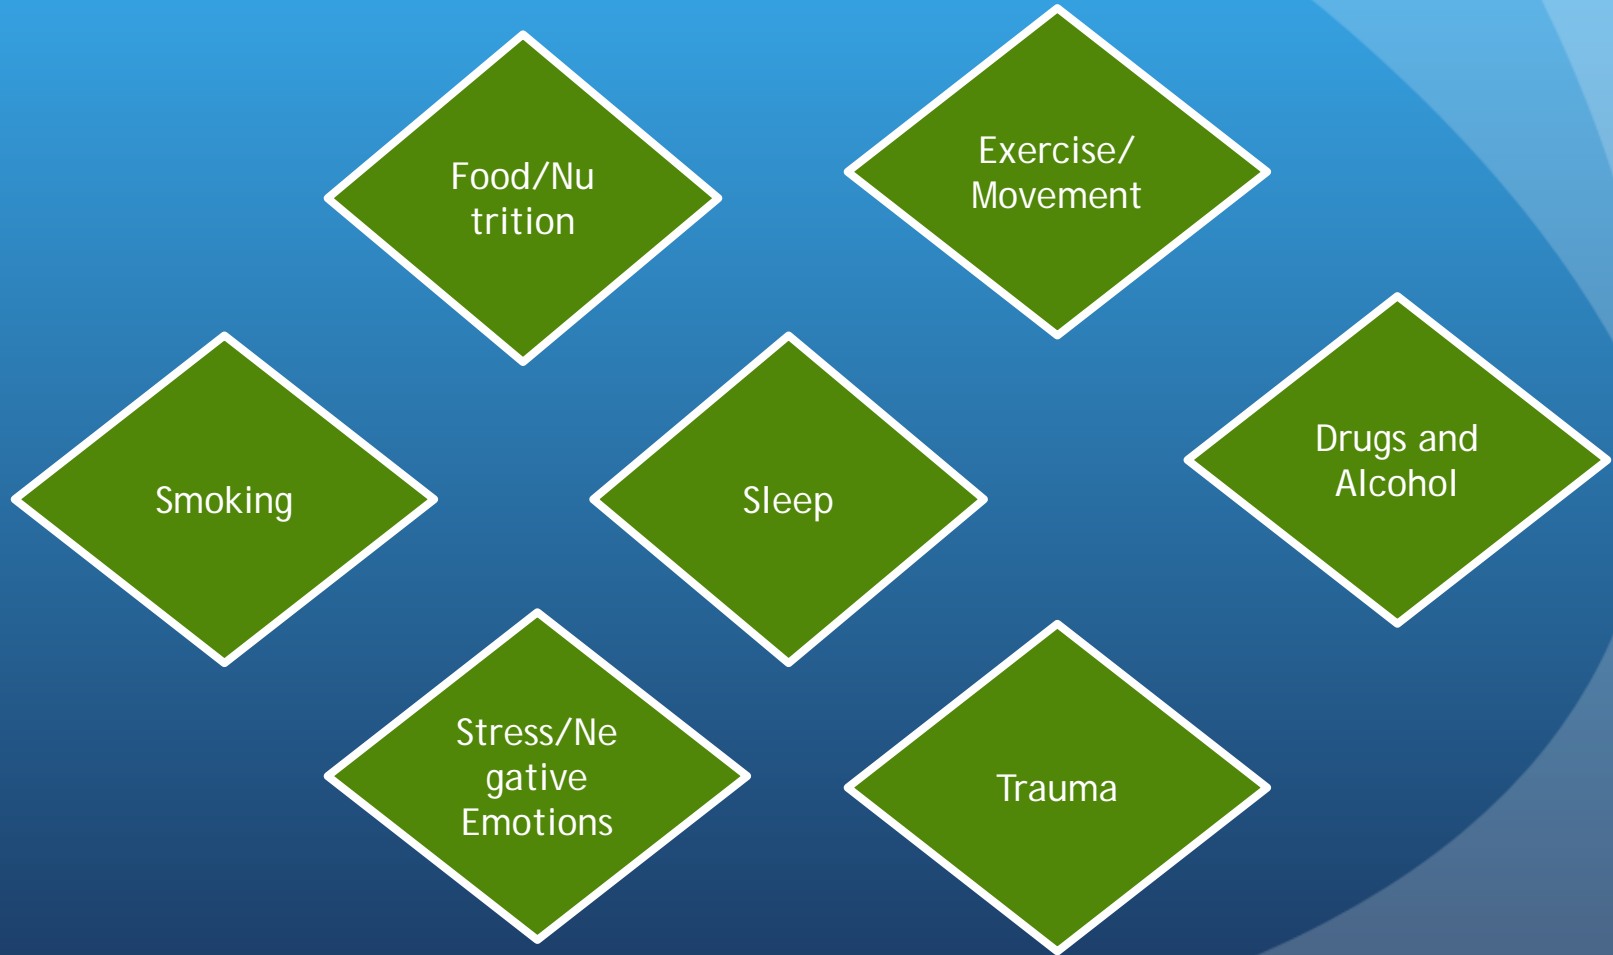 Food/Nu
trition
Exercise/
Movement
Smoking
Sleep
Drugs and
Alcohol
Stress/Ne
gative
Emotions
Trauma